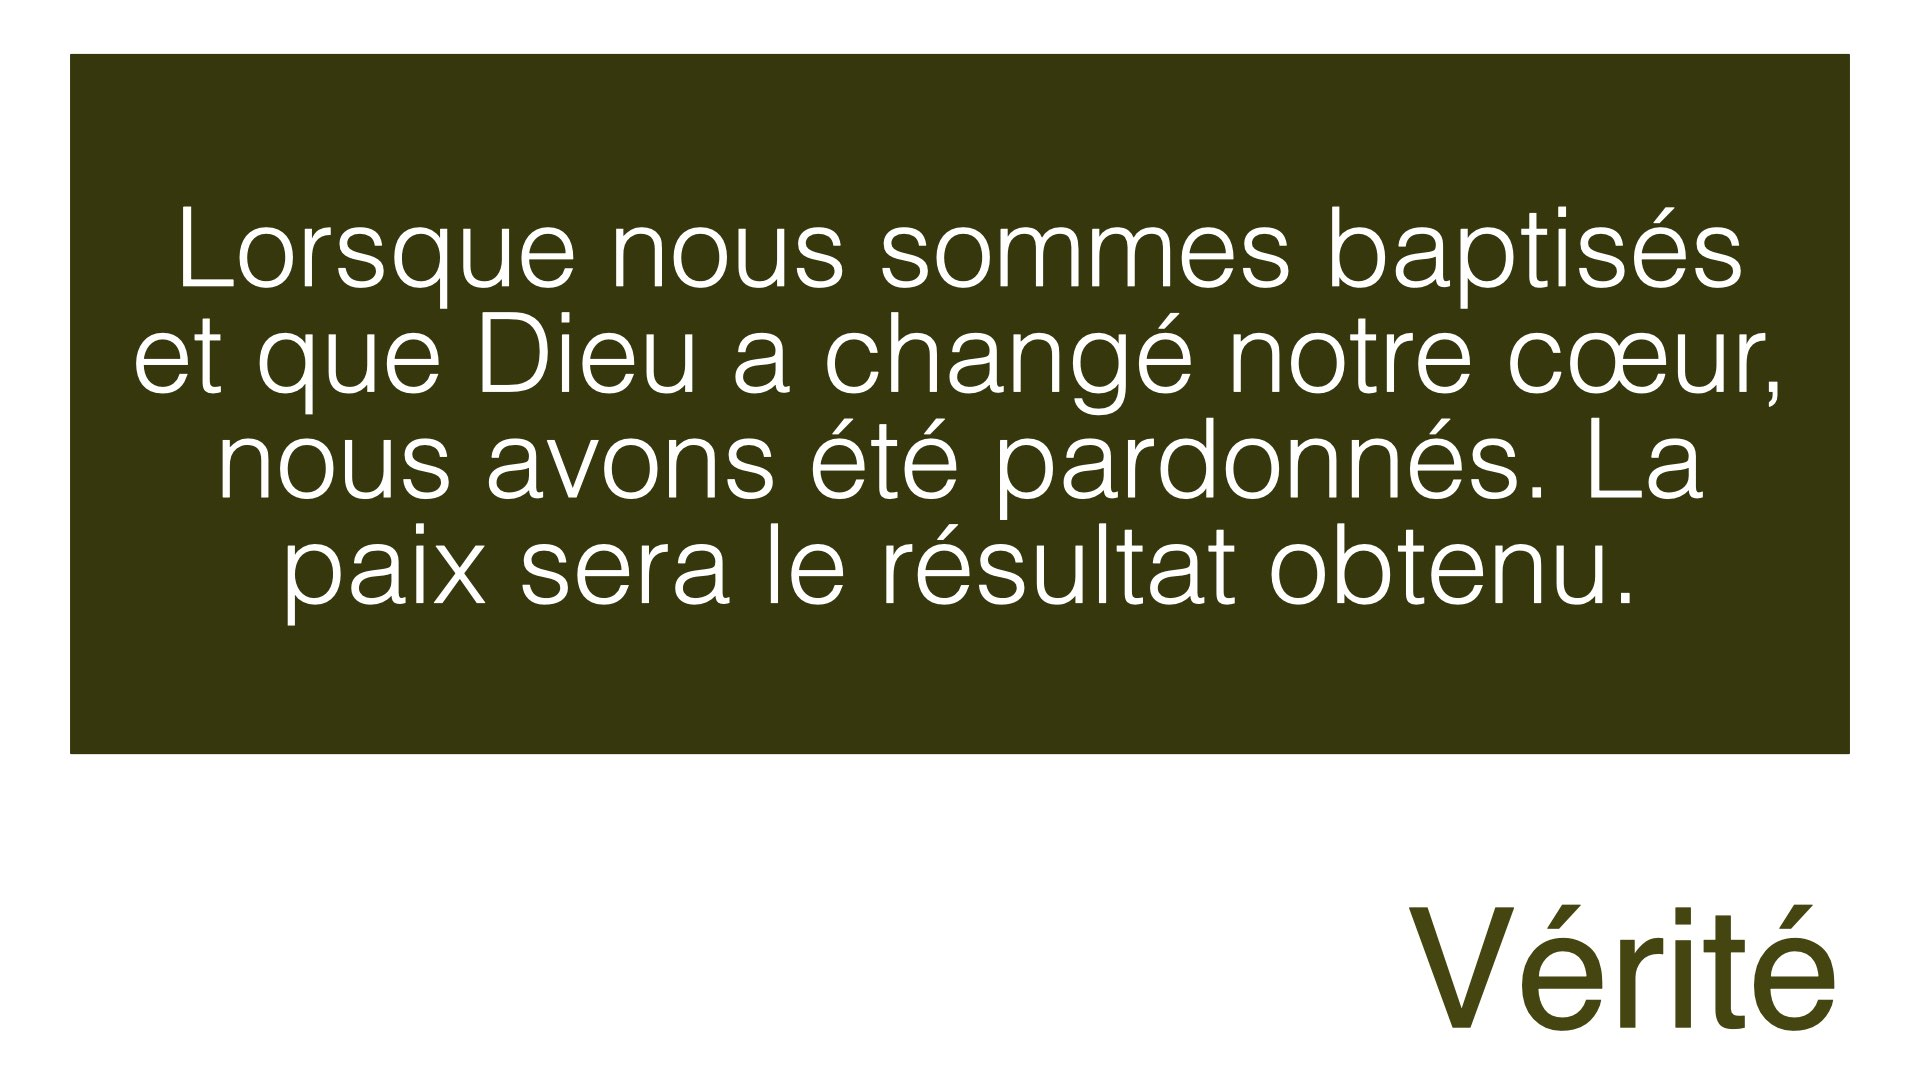 Lorsque nous sommes baptisés
et que Dieu a changé notre cœur,
nous avons été pardonnés. La
paix sera le résultat obtenu.
Vérité